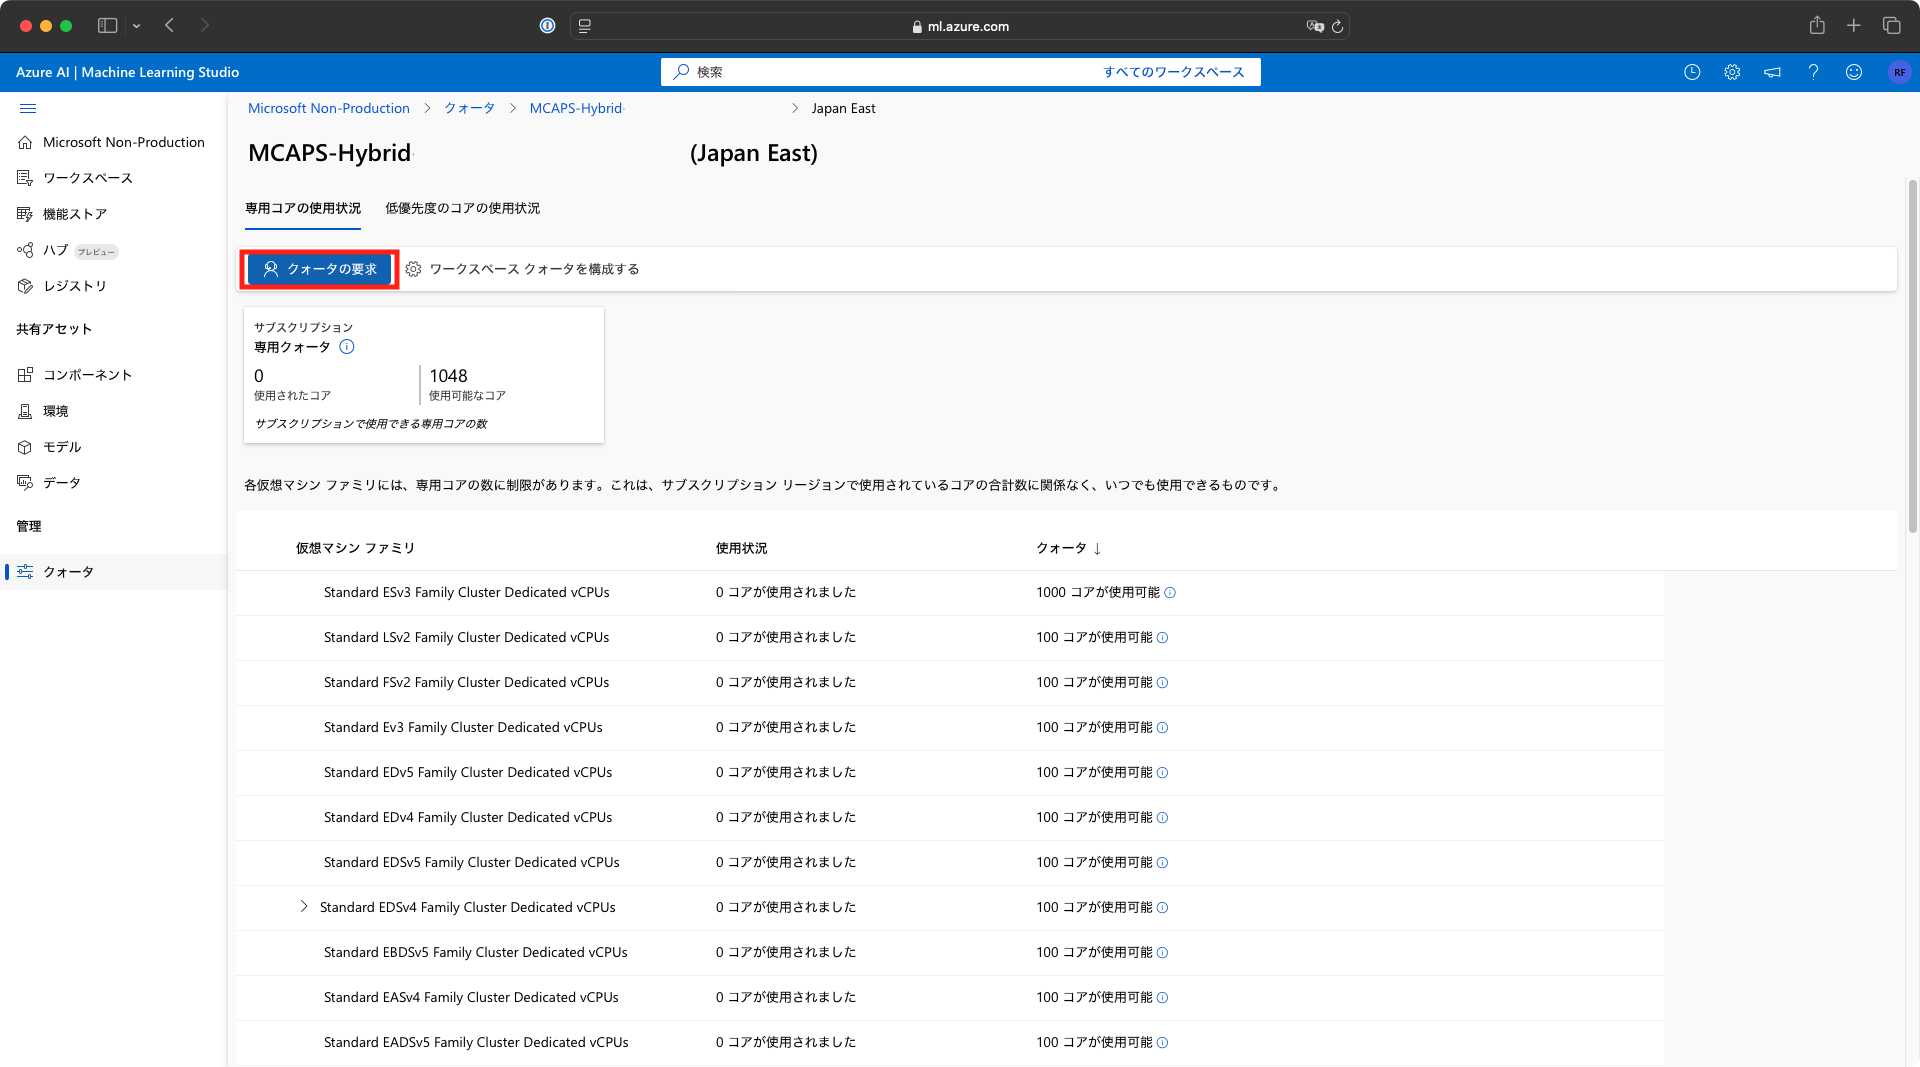 ml.azure.com
Azure AI | Machine Learning Studio
検索
すべてのワークスペース
RF
Microsoft Non-Production
ワークスペース
機能ストア
ハブ プレビュー
レジストリ
共有アセット
コンポーネント
環境
モデル
データ
管理
クォータ
Microsoft Non-Production > クォータ > MCAPS-Hybrid > Japan East
MCAPS-Hybrid (Japan East)
専用コアの使用状況 低優先度のコアの使用状況
クォータの要求 ワークスペース クォータを構成する
サブスクリプション
専用クォータ
0 1048
使用されたコア 使用可能なコア
サブスクリプションで使用できる専用コアの数
各仮想マシン ファミリには、専用コアの数に制限があります。これは、サブスクリプション リージョンで使用されているコアの合計数に関係なく、いつでも使用できるものです。
仮想マシン ファミリ 使用状況 クォータ ↓
Standard ESv3 Family Cluster Dedicated vCPUs 0 コアが使用されました 1000 コアが使用可能
Standard LSv2 Family Cluster Dedicated vCPUs 0 コアが使用されました 100 コアが使用可能
Standard FSv2 Family Cluster Dedicated vCPUs 0 コアが使用されました 100 コアが使用可能
Standard Ev3 Family Cluster Dedicated vCPUs 0 コアが使用されました 100 コアが使用可能
Standard EDv5 Family Cluster Dedicated vCPUs 0 コアが使用されました 100 コアが使用可能
Standard EDv4 Family Cluster Dedicated vCPUs 0 コアが使用されました 100 コアが使用可能
Standard EDSv5 Family Cluster Dedicated vCPUs 0 コアが使用されました 100 コアが使用可能
Standard EDSv4 Family Cluster Dedicated vCPUs 0 コアが使用されました 100 コアが使用可能
Standard EBDSv5 Family Cluster Dedicated vCPUs 0 コアが使用されました 100 コアが使用可能
Standard EASv4 Family Cluster Dedicated vCPUs 0 コアが使用されました 100 コアが使用可能
Standard EADSv5 Family Cluster Dedicated vCPUs 0 コアが使用されました 100 コアが使用可能